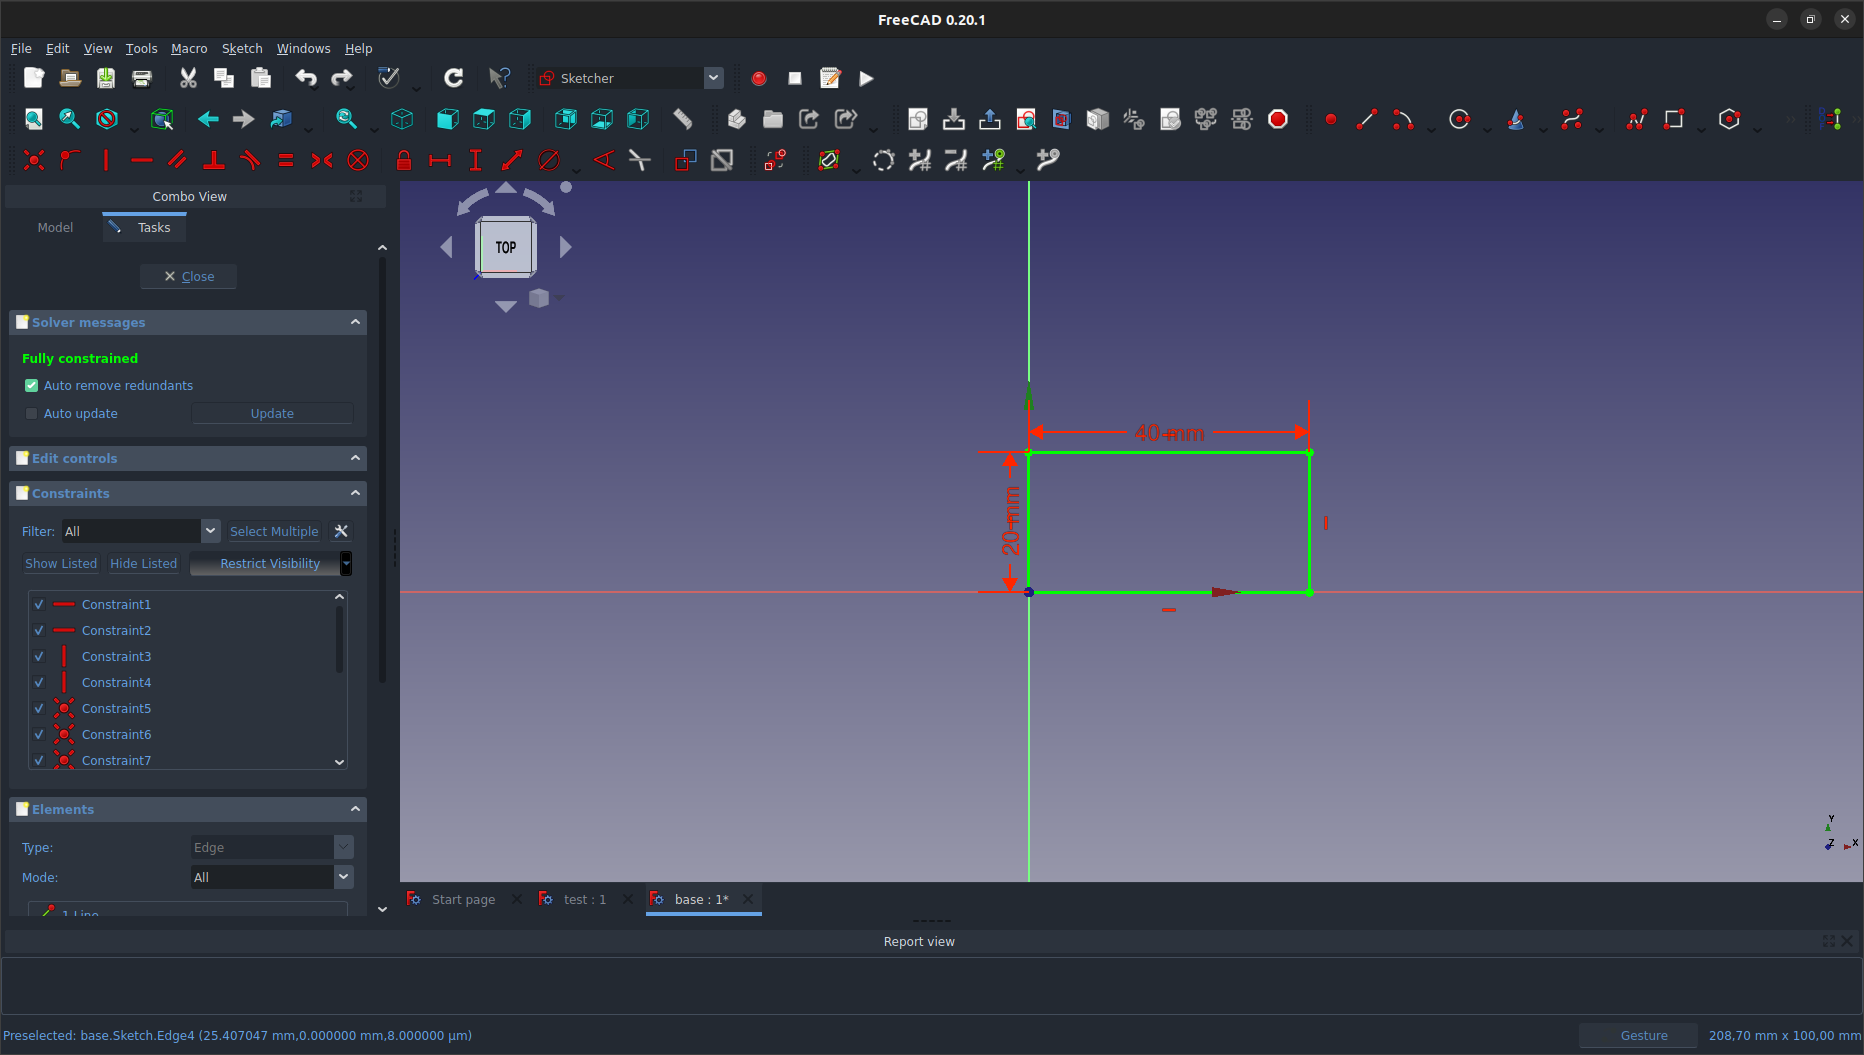 FreeCAD 0.20.1
File Edit View Tools Macro Sketch Windows Help
Sketcher
Combo View
Model Tasks
Close
Solver messages
Fully constrained
Auto remove redundants
Auto update Update
Edit controls
Constraints
Filter: All Select Multiple
Show Listed Hide Listed Restrict Visibility
Constraint1
Constraint2
Constraint3
Constraint4
Constraint5
Constraint6
Constraint7
Elements
Type: Edge
Mode: All
1-Line
TOP
40 mm
20 mm
Y
Z X
Start page test : 1 base : 1*
Report view
Preselected: base.Sketch.Edge4 (25.407047 mm,0.000000 mm,8.000000 µm)
Gesture 208,70 mm x 100,00 mm